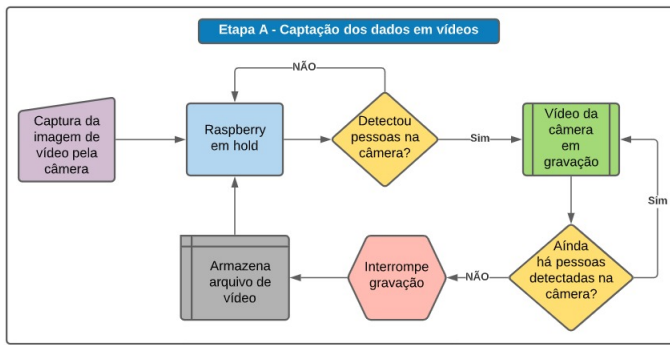 Etapa A - Captação dos dados em vídeos
NÃO
Captura da
imagem de
vídeo pela
câmera
Raspberry
em hold
Detectou
pessoas na
câmera?
Sim
Vídeo da
câmera
em
gravação
Sim
Aínda
há pessoas
detectadas na
câmera?
NÃO
Interrompe
gravação
Armazena
arquivo de
vídeo